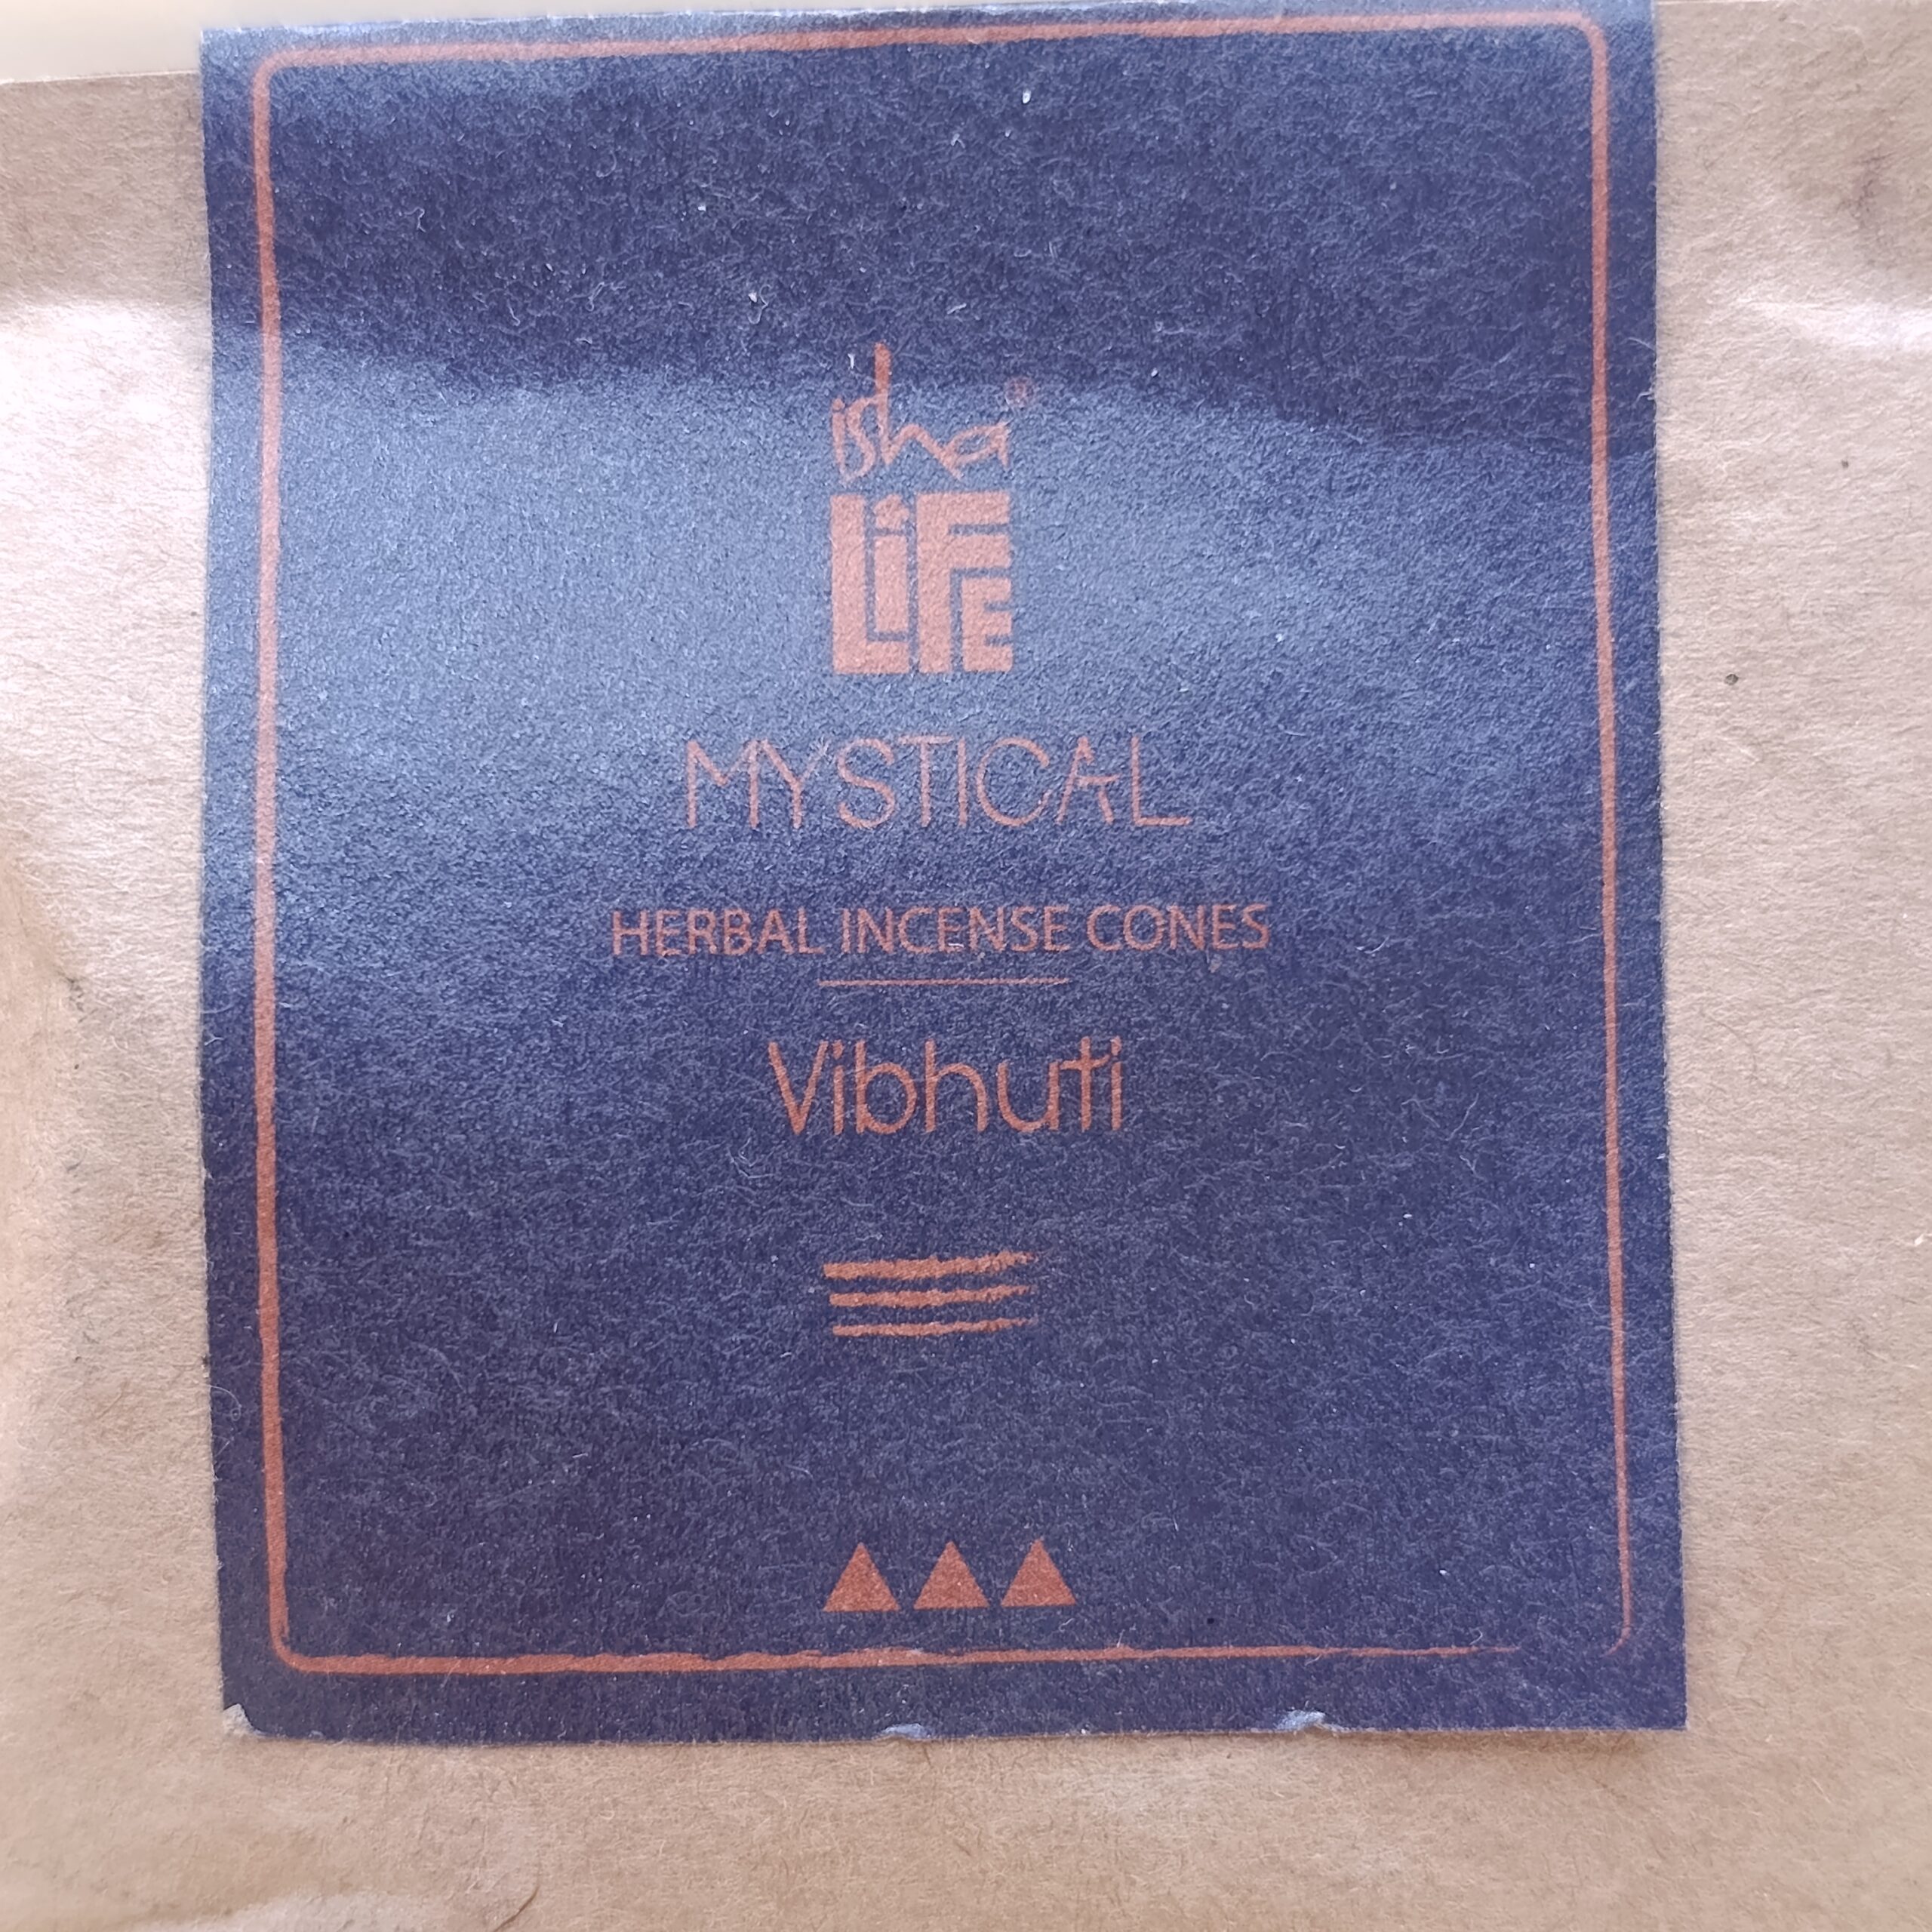 isha®
LiFE
MYSTICAL
HERBAL INCENSE CONES
Vibhuti